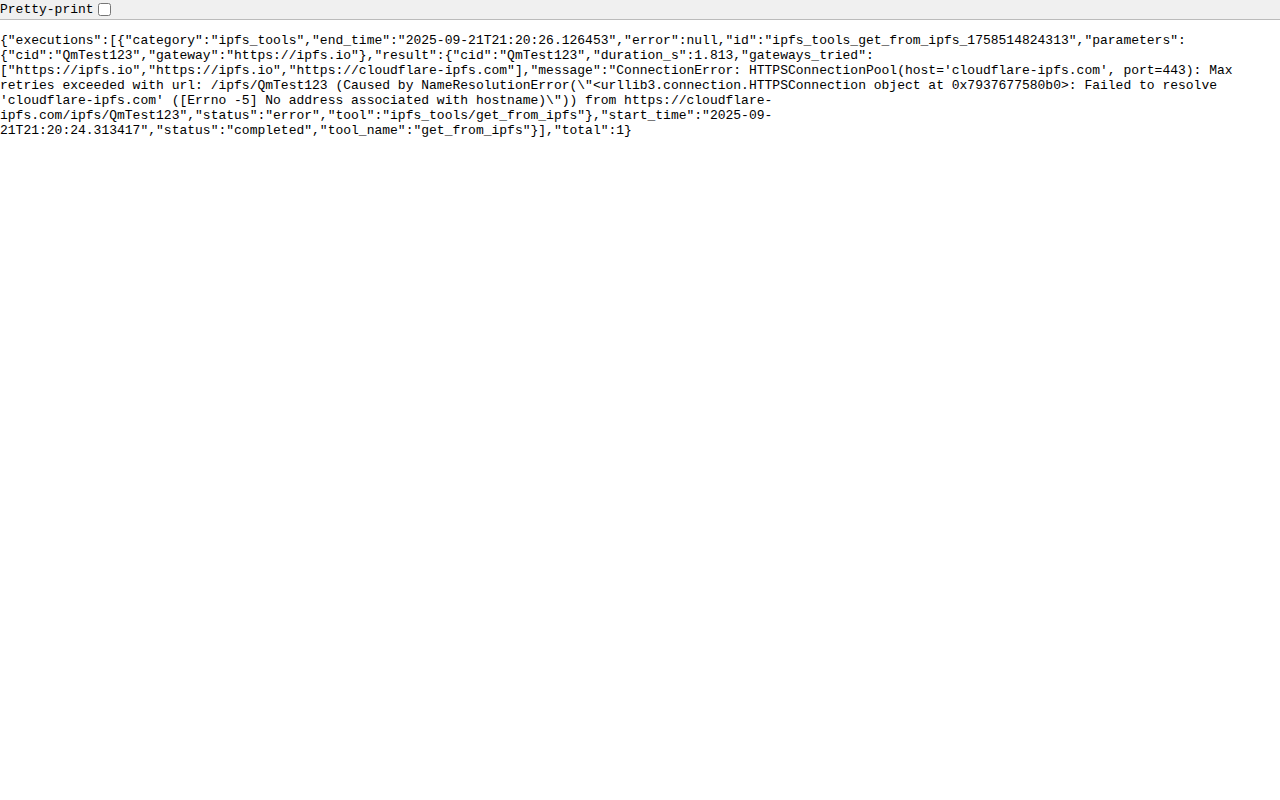 Pretty-print
{"executions":[{"category":"ipfs_tools","end_time":"2025-09-21T21:20:26.126453","error":null,"id":"ipfs_tools_get_from_ipfs_1758514824313","parameters":
{"cid":"QmTest123","gateway":"https://ipfs.io"},"result":{"cid":"QmTest123","duration_s":1.813,"gateways_tried":
["https://ipfs.io","https://ipfs.io","https://cloudflare-ipfs.com"],"message":"ConnectionError: HTTPSConnectionPool(host='cloudflare-ipfs.com', port=443): Max
retries exceeded with url: /ipfs/QmTest123 (Caused by NameResolutionError(\"<urllib3.connection.HTTPSConnection object at 0x7937677580b0>: Failed to resolve
'cloudflare-ipfs.com' ([Errno -5] No address associated with hostname)\")) from https://cloudflare-
ipfs.com/ipfs/QmTest123","status":"error","tool":"ipfs_tools/get_from_ipfs"},"start_time":"2025-09-
21T21:20:24.313417","status":"completed","tool_name":"get_from_ipfs"}],"total":1}